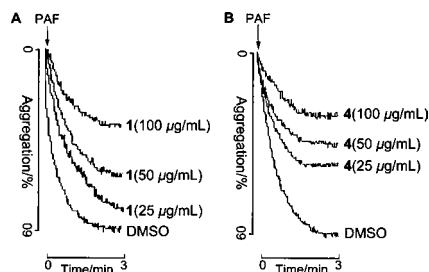 A
PAF
0
Aggregation/%
09
1(100 µg/mL)
1(50 µg/mL)
1(25 µg/mL)
DMSO
0
3
Time/min
B
PAF
0
Aggregation/%
09
4(100 µg/mL)
4(50 µg/mL)
4(25 µg/mL)
DMSO
0
3
Time/min